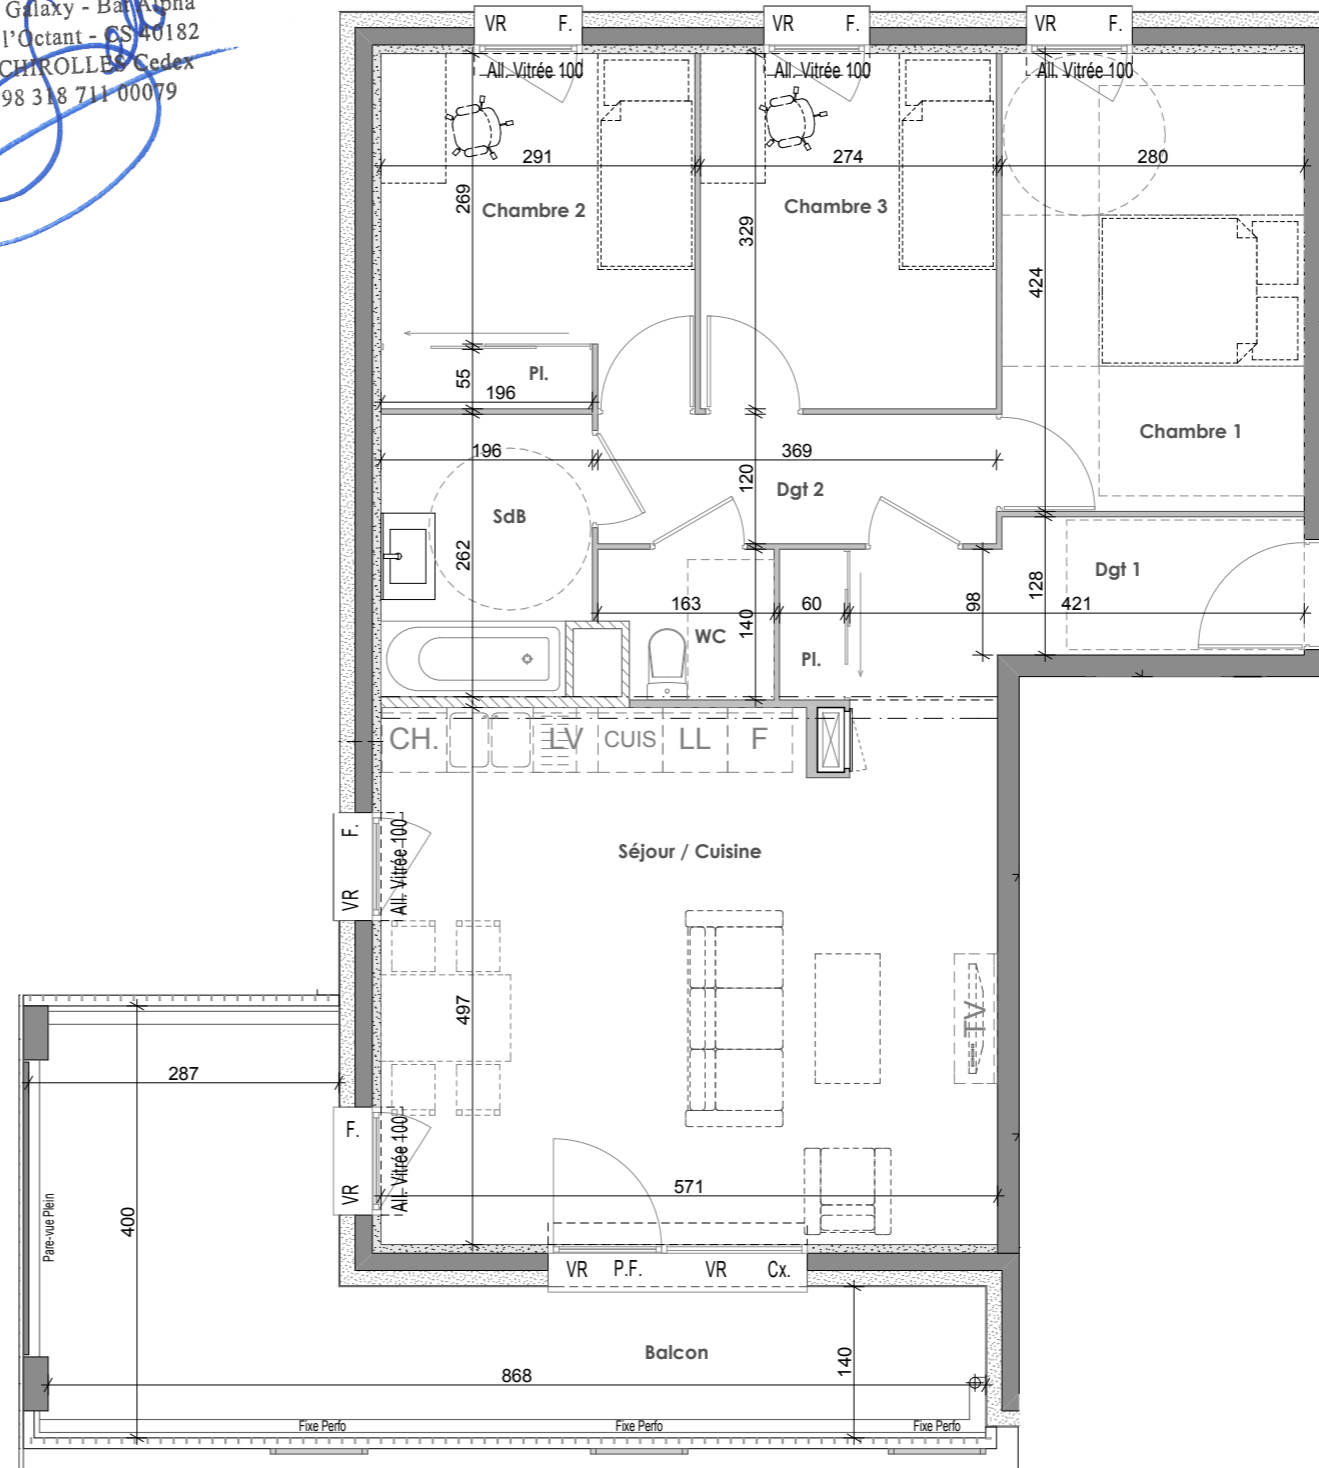 Galaxy - Bat Alpha
l'Octant - CS 40182
CHIROLLES Cedex
98 318 711 00079
VR F.
VR F.
VR F.
All. Vitrée 100
All. Vitrée 100
All. Vitrée 100
291
274
280
269
Chambre 2
329
Chambre 3
424
55
Pl.
196
Chambre 1
196
369
120
Dgt 2
SdB
262
Dgt 1
128
98
163
60
421
140
WC
Pl.
CH.
LV
CUIS
LL
F
F.
VR
All. Vitrée 100
Séjour / Cuisine
497
TV
287
F.
VR
All. Vitrée 100
400
Pare-vue Plein
571
VR P.F. VR Cx.
Balcon
140
868
Fixe Perfo
Fixe Perfo
Fixe Perfo